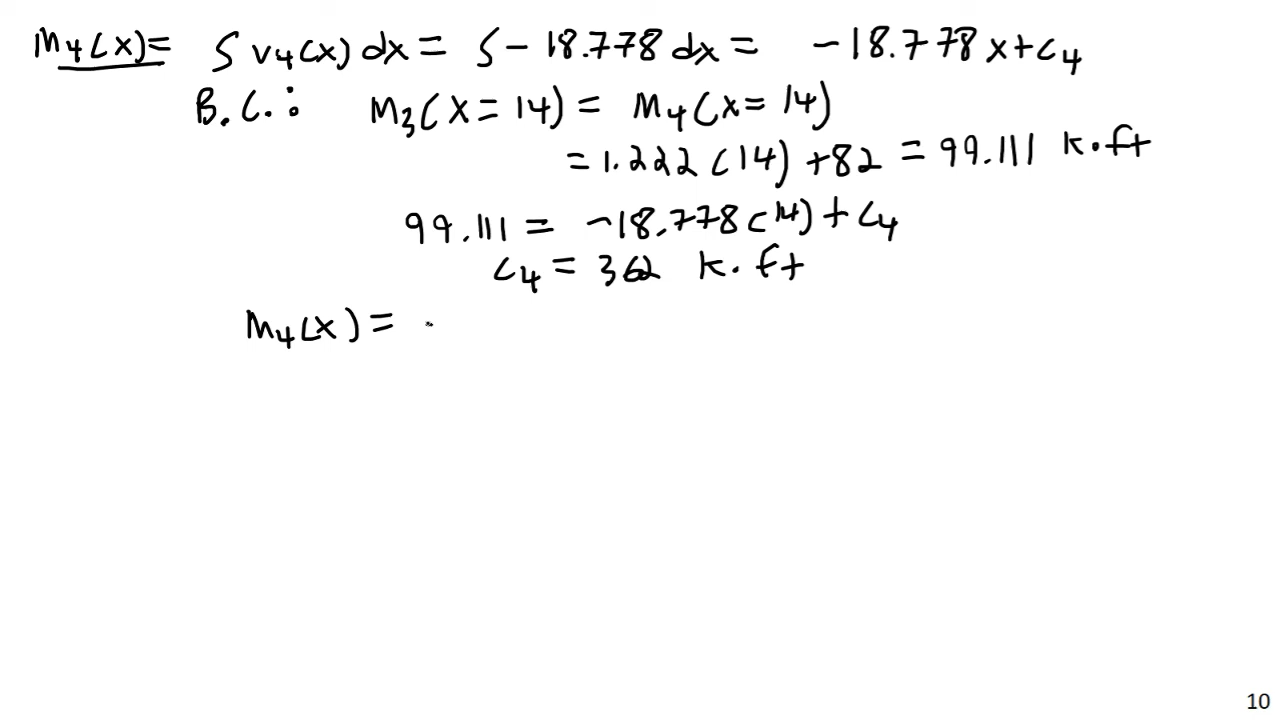 M₄(x) = ∫ V₄(x) dx = ∫ - 18.778 dx = - 18.778 x + C₄
B.C.: M₃(x = 14) = M₄(x = 14)
= 1.222 (14) + 82 = 99.111 k.ft
99.111 = - 18.778 (14) + C₄
C₄ = 362 k.ft
M₄(x) =
10